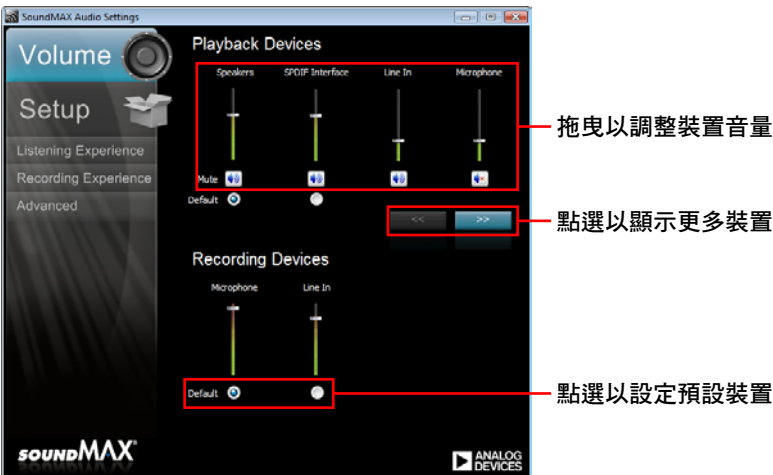 SoundMAX Audio Settings
Volume
Setup
Listening Experience
Recording Experience
Advanced
Playback Devices
Speakers SPDIF Interface Line In Microphone
Mute
Default
<< >>
Recording Devices
Microphone Line In
Default
拖曳以調整裝置音量
點選以顯示更多裝置
點選以設定預設裝置
SOUNDMAX
ANALOG
DEVICES